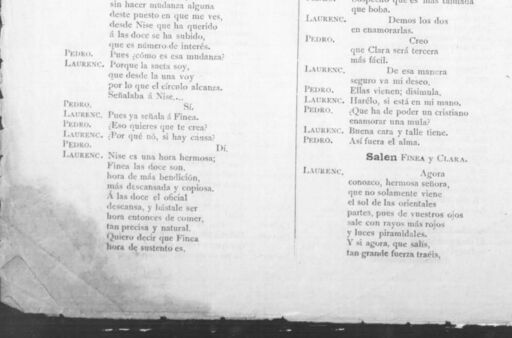 sin hacer mudanza alguna
deste puesto en que me ves,
desde Nise que ha querido
á las doce se ha subido,
que es número de interés.
PEDRO. Pues ¿cómo es esa mudanza?
LAURENC. Porque la saeta soy,
que desde la una voy
por lo que el círculo alcanza.
Señalaba á Nise....
PEDRO. Sí.
LAURENC. Pues ya señala á Finea.
PEDRO. ¿Eso quieres que te crea?
LAURENC. ¿Por qué nó, si hay causa?
PEDRO. Di.
LAURENC. Nise es una hora hermosa;
Finea las doce son,
hora de más bendición,
más descansada y copiosa.
Á las doce el oficial
descansa, y bástale ser
hora entonces de comer,
tan precisa y natural.
Quiero decir que Finea
hora de sustento es,
que boba.
LAURENC. Demos los dos
en enamorarlas.
PEDRO. Creo
que Clara será tercera
más fácil.
LAURENC. De esa manera
seguro va mi deseo.
PEDRO. Ellas vienen; disimula.
LAURENC. Harélo, si está en mi mano.
PEDRO. ¿Que ha de poder un cristiano
enamorar una mula?
LAURENC. Buena cara y talle tiene.
PEDRO. Así fuera el alma.
Salen FINEA Y CLARA.
LAURENC. Agora
conozco, hermosa señora,
que no solamente viene
el sol de las orientales
partes, pues de vuestros ojos
sale con rayos más rojos
y luces piramidales.
Y si agora, que salís,
tan grande fuerza traéis,